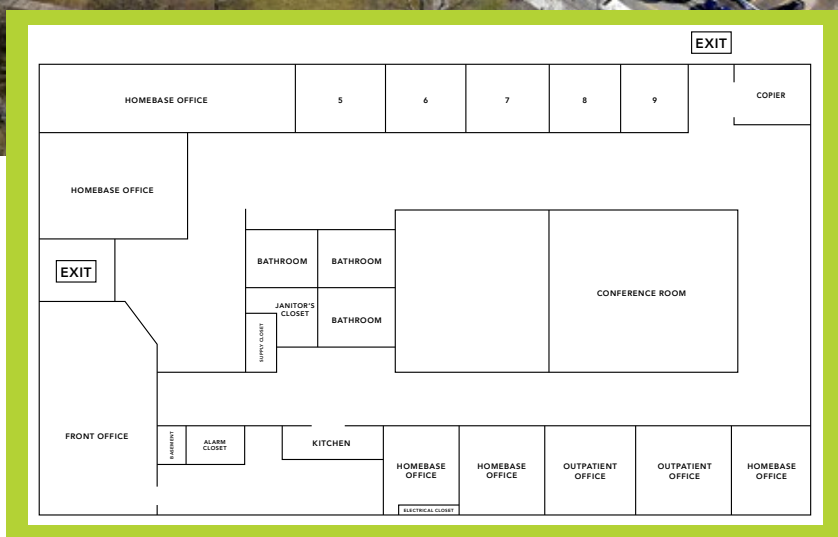 EXIT
HOMEBASE OFFICE
5
6
7
8
9
COPIER
HOMEBASE OFFICE
EXIT
BATHROOM
BATHROOM
JANITOR'S
CLOSET
BATHROOM
SUPPLY CLOSET
CONFERENCE ROOM
FRONT OFFICE
BASEMENT
ALARM
CLOSET
KITCHEN
HOMEBASE
OFFICE
HOMEBASE
OFFICE
OUTPATIENT
OFFICE
OUTPATIENT
OFFICE
HOMEBASE
OFFICE
ELECTRICAL CLOSET